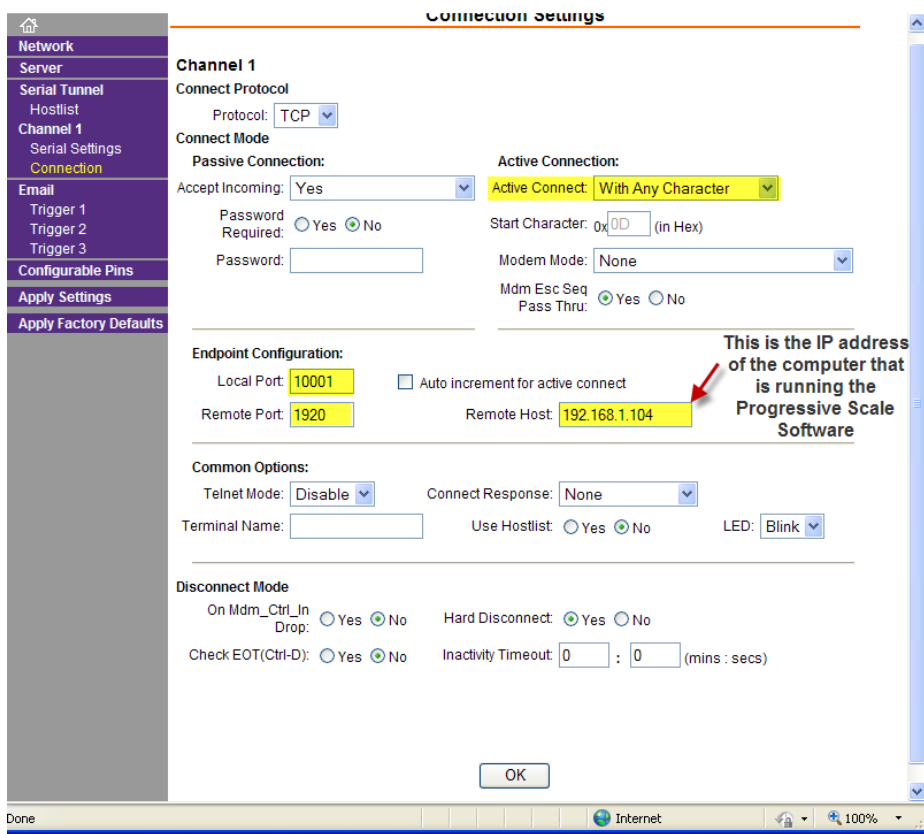 Connection Settings
Network
Server
Serial Tunnel
Hostlist
Channel 1
Serial Settings
Connection
Email
Trigger 1
Trigger 2
Trigger 3
Configurable Pins
Apply Settings
Apply Factory Defaults
Channel 1
Connect Protocol
Protocol: TCP
Connect Mode
Passive Connection: Active Connection:
Accept Incoming: Yes Active Connect: With Any Character
Password Required: Yes No Start Character: 0x 0D (in Hex)
Password: Modem Mode: None
Mdm Esc Seq Pass Thru: Yes No
This is the IP address
of the computer that
is running the
Progressive Scale
Software
Endpoint Configuration:
Local Port: 10001 Auto increment for active connect
Remote Port: 1920 Remote Host: 192.168.1.104
Common Options:
Telnet Mode: Disable Connect Response: None
Terminal Name: Use Hostlist: Yes No LED: Blink
Disconnect Mode
On Mdm_Ctrl_In Drop: Yes No Hard Disconnect: Yes No
Check EOT(Ctrl-D): Yes No Inactivity Timeout: 0 : 0 (mins : secs)
OK
Done Internet 100%